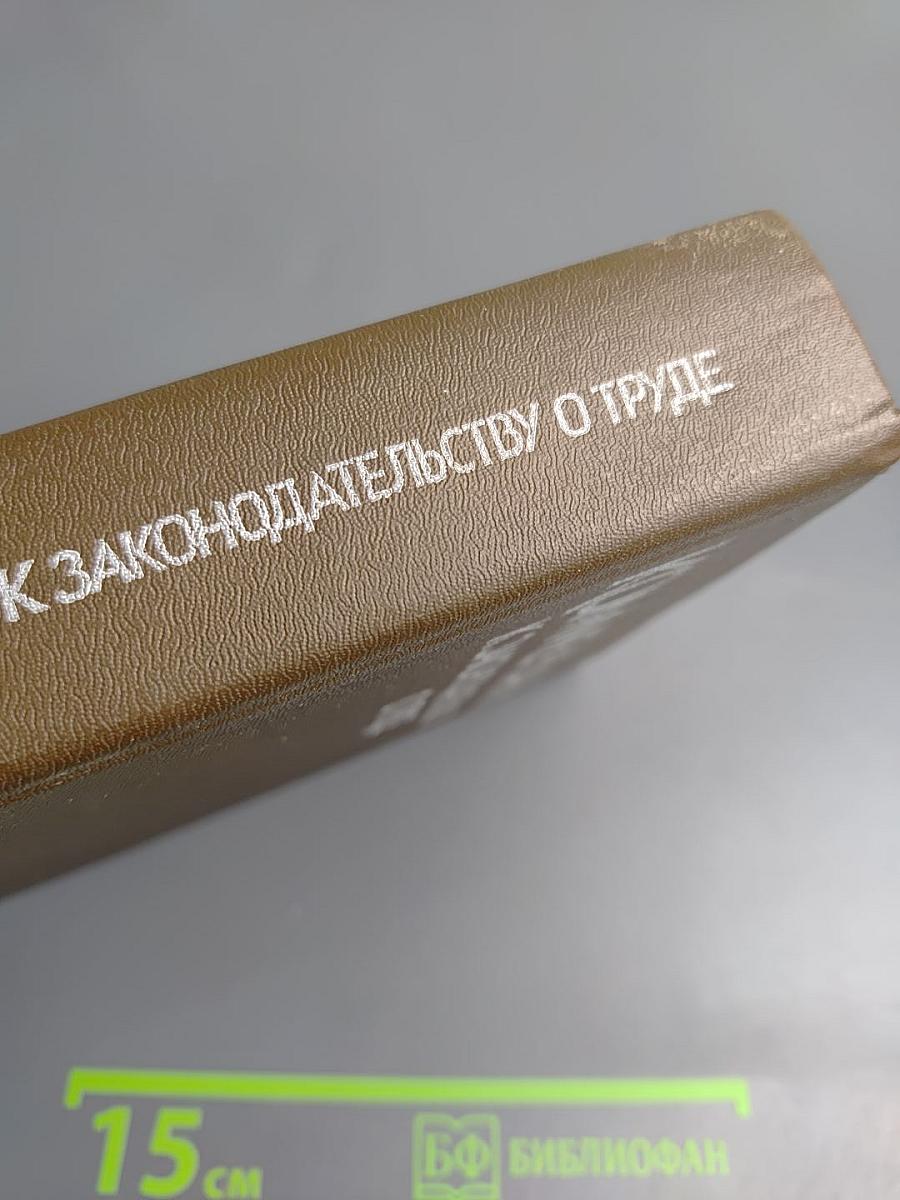 К ЗАКОНОДАТЕЛЬСТВУ О ТРУДЕ
15 см
БФ БИБЛИОФАН